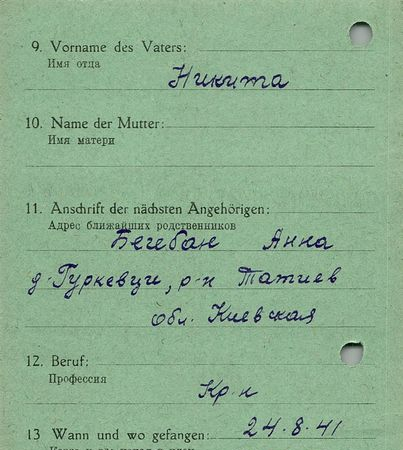 9. Vorname des Vaters:
Имя отца
Никита
10. Name der Mutter:
Имя матери
11. Anschrift der nächsten Angehörigen:
Адрес ближайших родственников
Бегебан Анна
д-Гуркевци, р-н Татиев
Обл. Киевская
12. Beruf:
Профессия
Кр-н
13 Wann und wo gefangen: 24.8.41